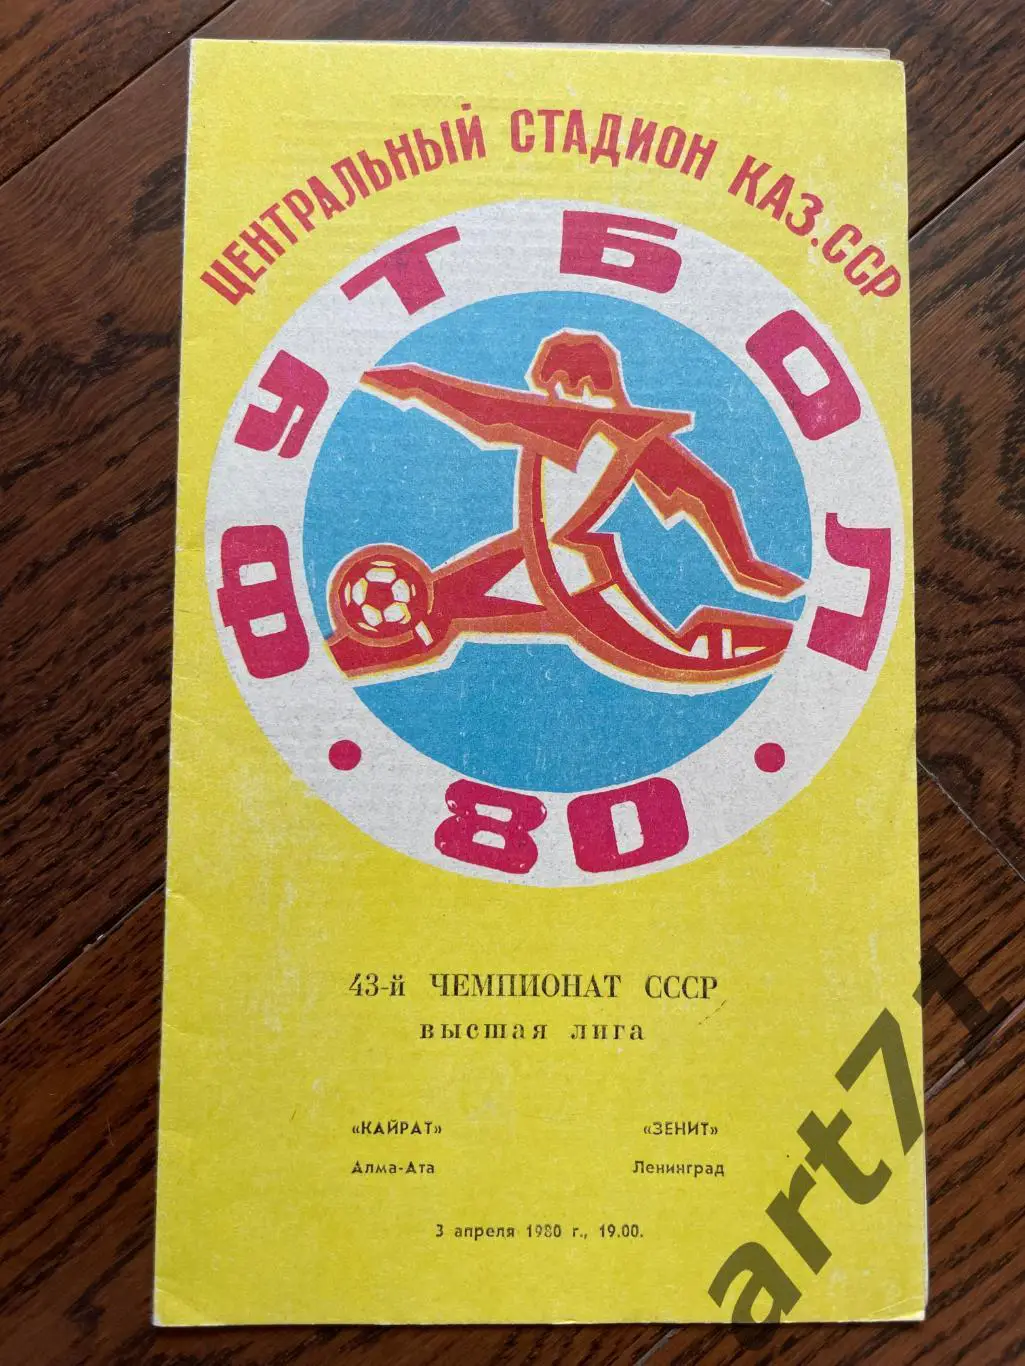 ЦЕНТРАЛЬНЫЙ СТАДИОН КАЗ.ССР
ФУТБОЛ
• 80 •
43-й ЧЕМПИОНАТ СССР
высшая лига
«КАЙРАТ» «ЗЕНИТ»
Алма-Ата Ленинград
3 апреля 1980 г., 19.00.
art71